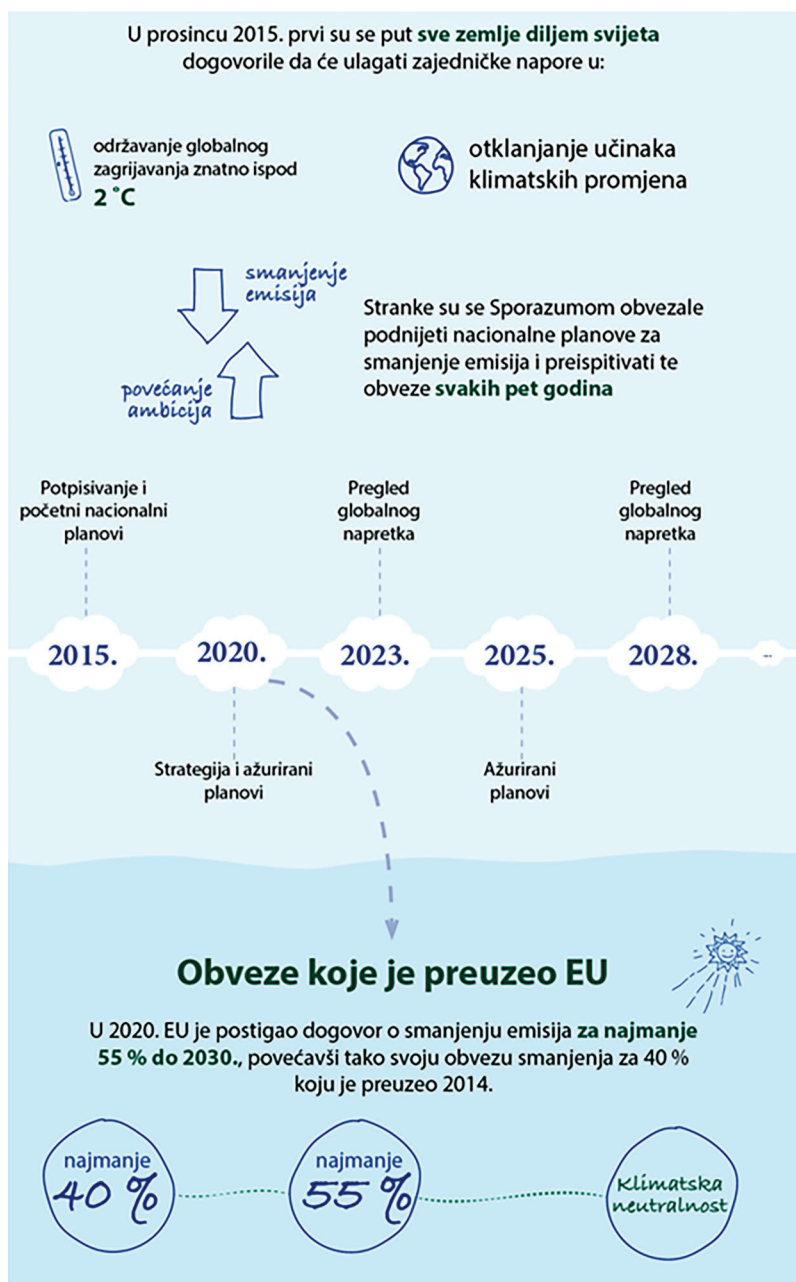 U prosincu 2015. prvi su se put sve zemlje diljem svijeta
dogovorile da će ulagati zajedničke napore u:
održavanje globalnog
zagrijavanja znatno ispod
2 °C
otklanjanje učinaka
klimatskih promjena
smanjenje
emisija
povećanje
ambicija
Stranke su se Sporazumom obvezale
podnijeti nacionalne planove za
smanjenje emisija i preispitivati te
obveze svakih pet godina
Potpisivanje i
početni nacionalni
planovi
Pregled
globalnog
napretka
Pregled
globalnog
napretka
2015.
2020.
2023.
2025.
2028.
...
Strategija i ažurirani
planovi
Ažurirani
planovi
Obveze koje je preuzeo EU
U 2020. EU je postigao dogovor o smanjenju emisija za najmanje
55 % do 2030., povećavši tako svoju obvezu smanjenja za 40 %
koju je preuzeo 2014.
najmanje
40 %
najmanje
55 %
Klimatska
neutralnost